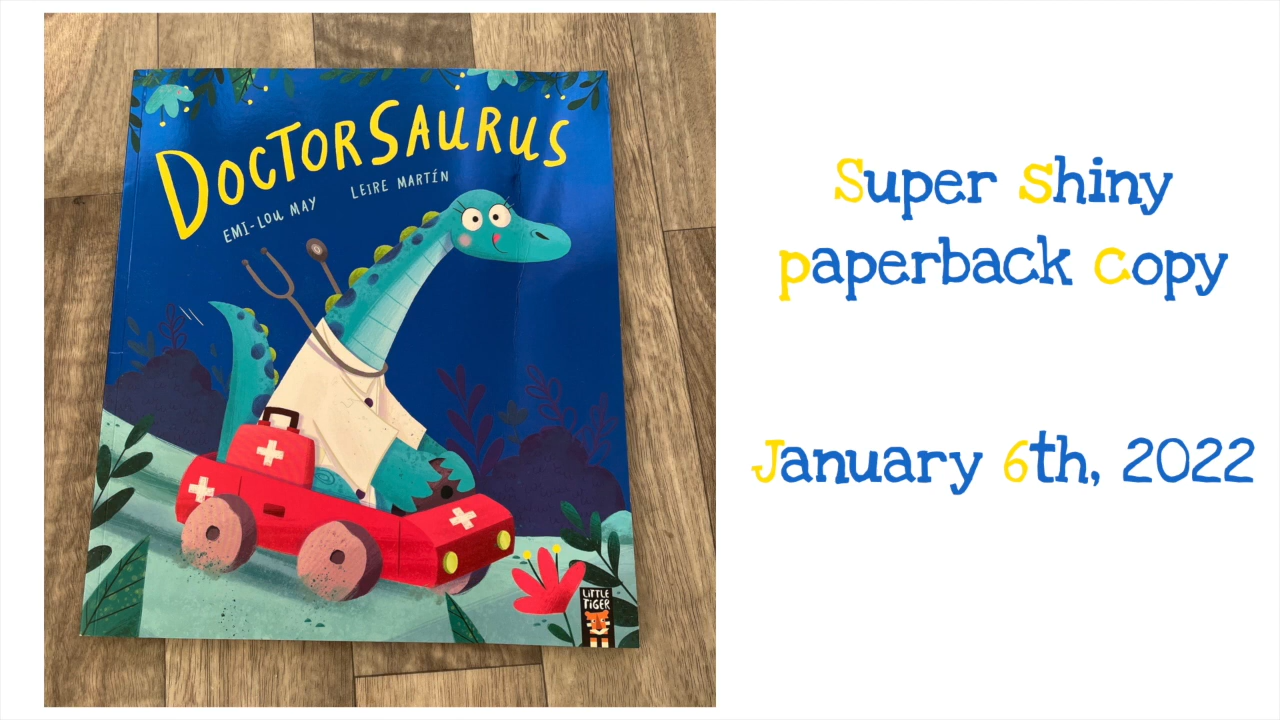 DOCTORSAURUS
EMI-LOU MAY LEIRE MARTÍN
LITTLE
TIGER
Super Shiny
paperback copy
January 6th, 2022